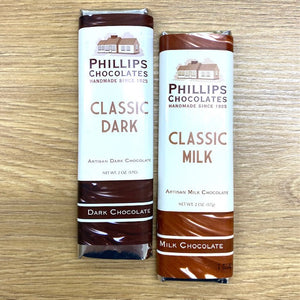 PHILLIPS
CHOCOLATES
HANDMADE SINCE 1925
CLASSIC
DARK
ARTISAN DARK CHOCOLATE
NET WT. 2 OZ (57G)
DARK CHOCOLATE
PHILLIPS
CHOCOLATES
HANDMADE SINCE 1925
CLASSIC
MILK
ARTISAN MILK CHOCOLATE
NET WT. 2 OZ (57G)
MILK CHOCOLATE